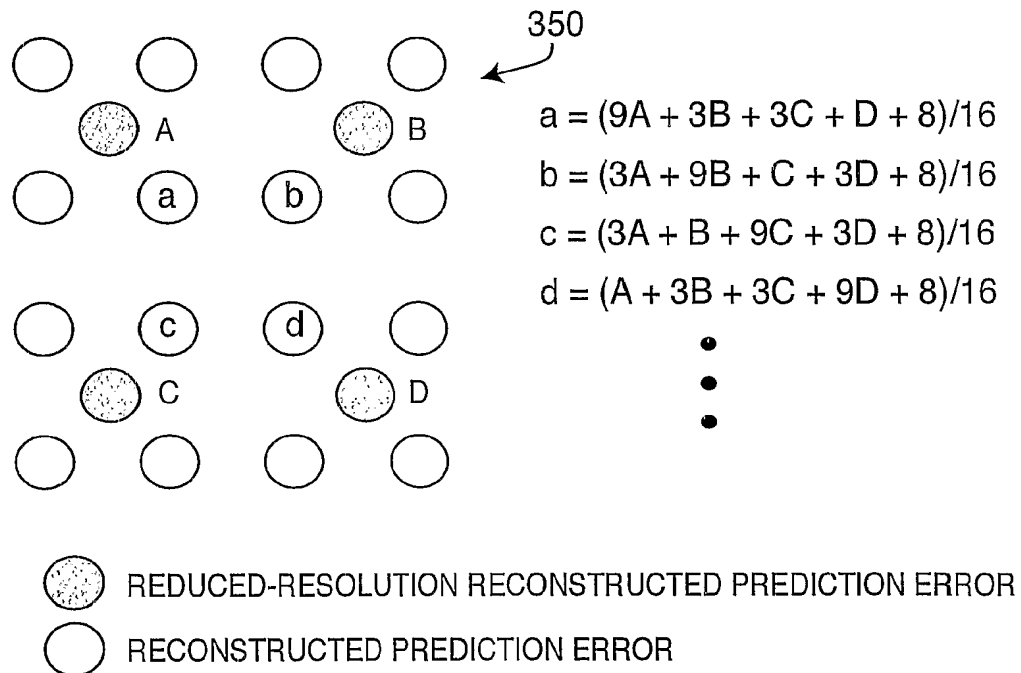 350
A B
a b
c d
C D
a = (9A + 3B + 3C + D + 8)/16
b = (3A + 9B + C + 3D + 8)/16
c = (3A + B + 9C + 3D + 8)/16
d = (A + 3B + 3C + 9D + 8)/16
REDUCED-RESOLUTION RECONSTRUCTED PREDICTION ERROR
RECONSTRUCTED PREDICTION ERROR